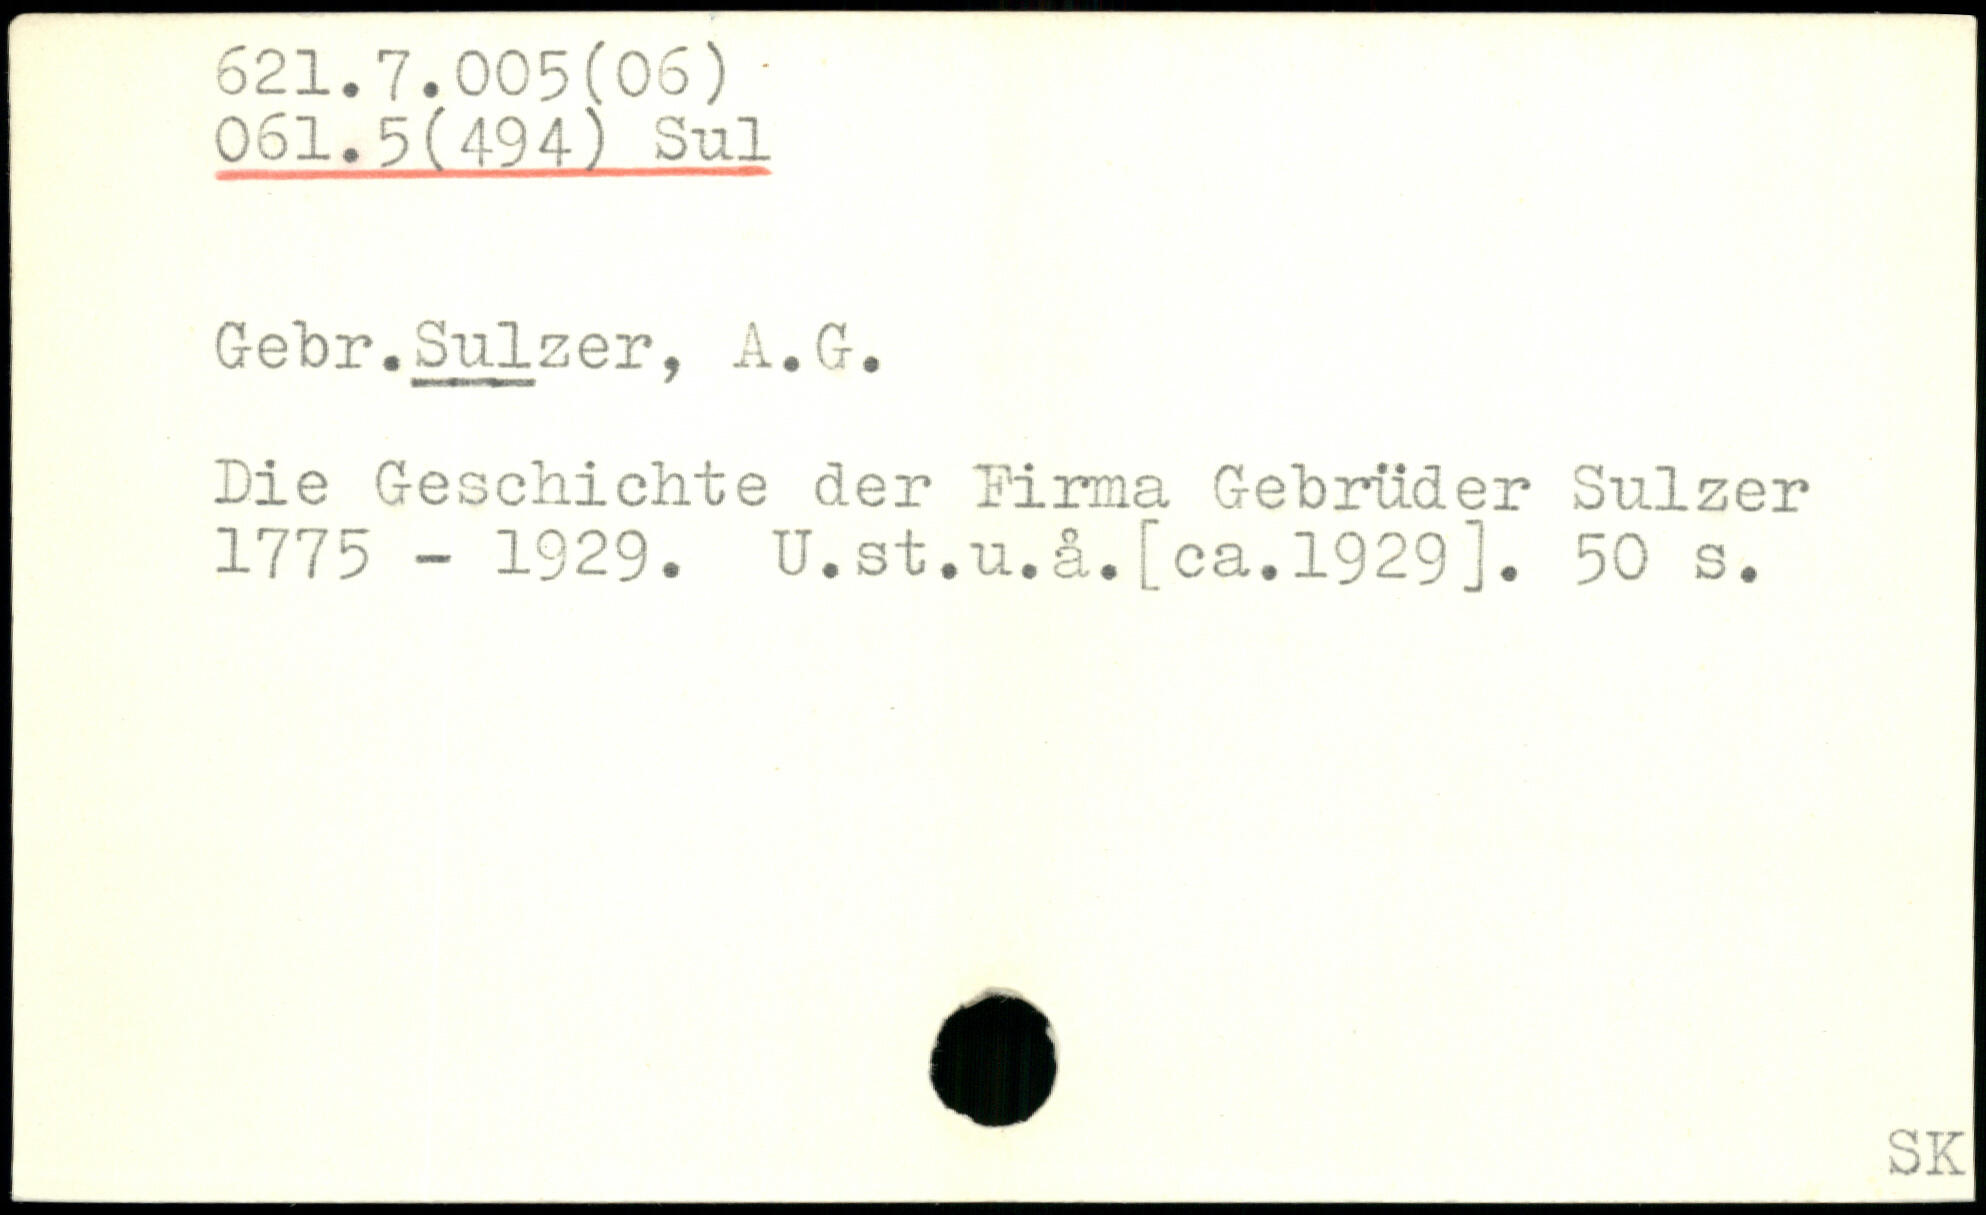 621.7.005(06)
061.5(494) Sul
Gebr.Sulzer, A.G.
Die Geschichte der Firma Gebrüder Sulzer
1775 - 1929. U.st.u.å.[ca.1929]. 50 s.
SK